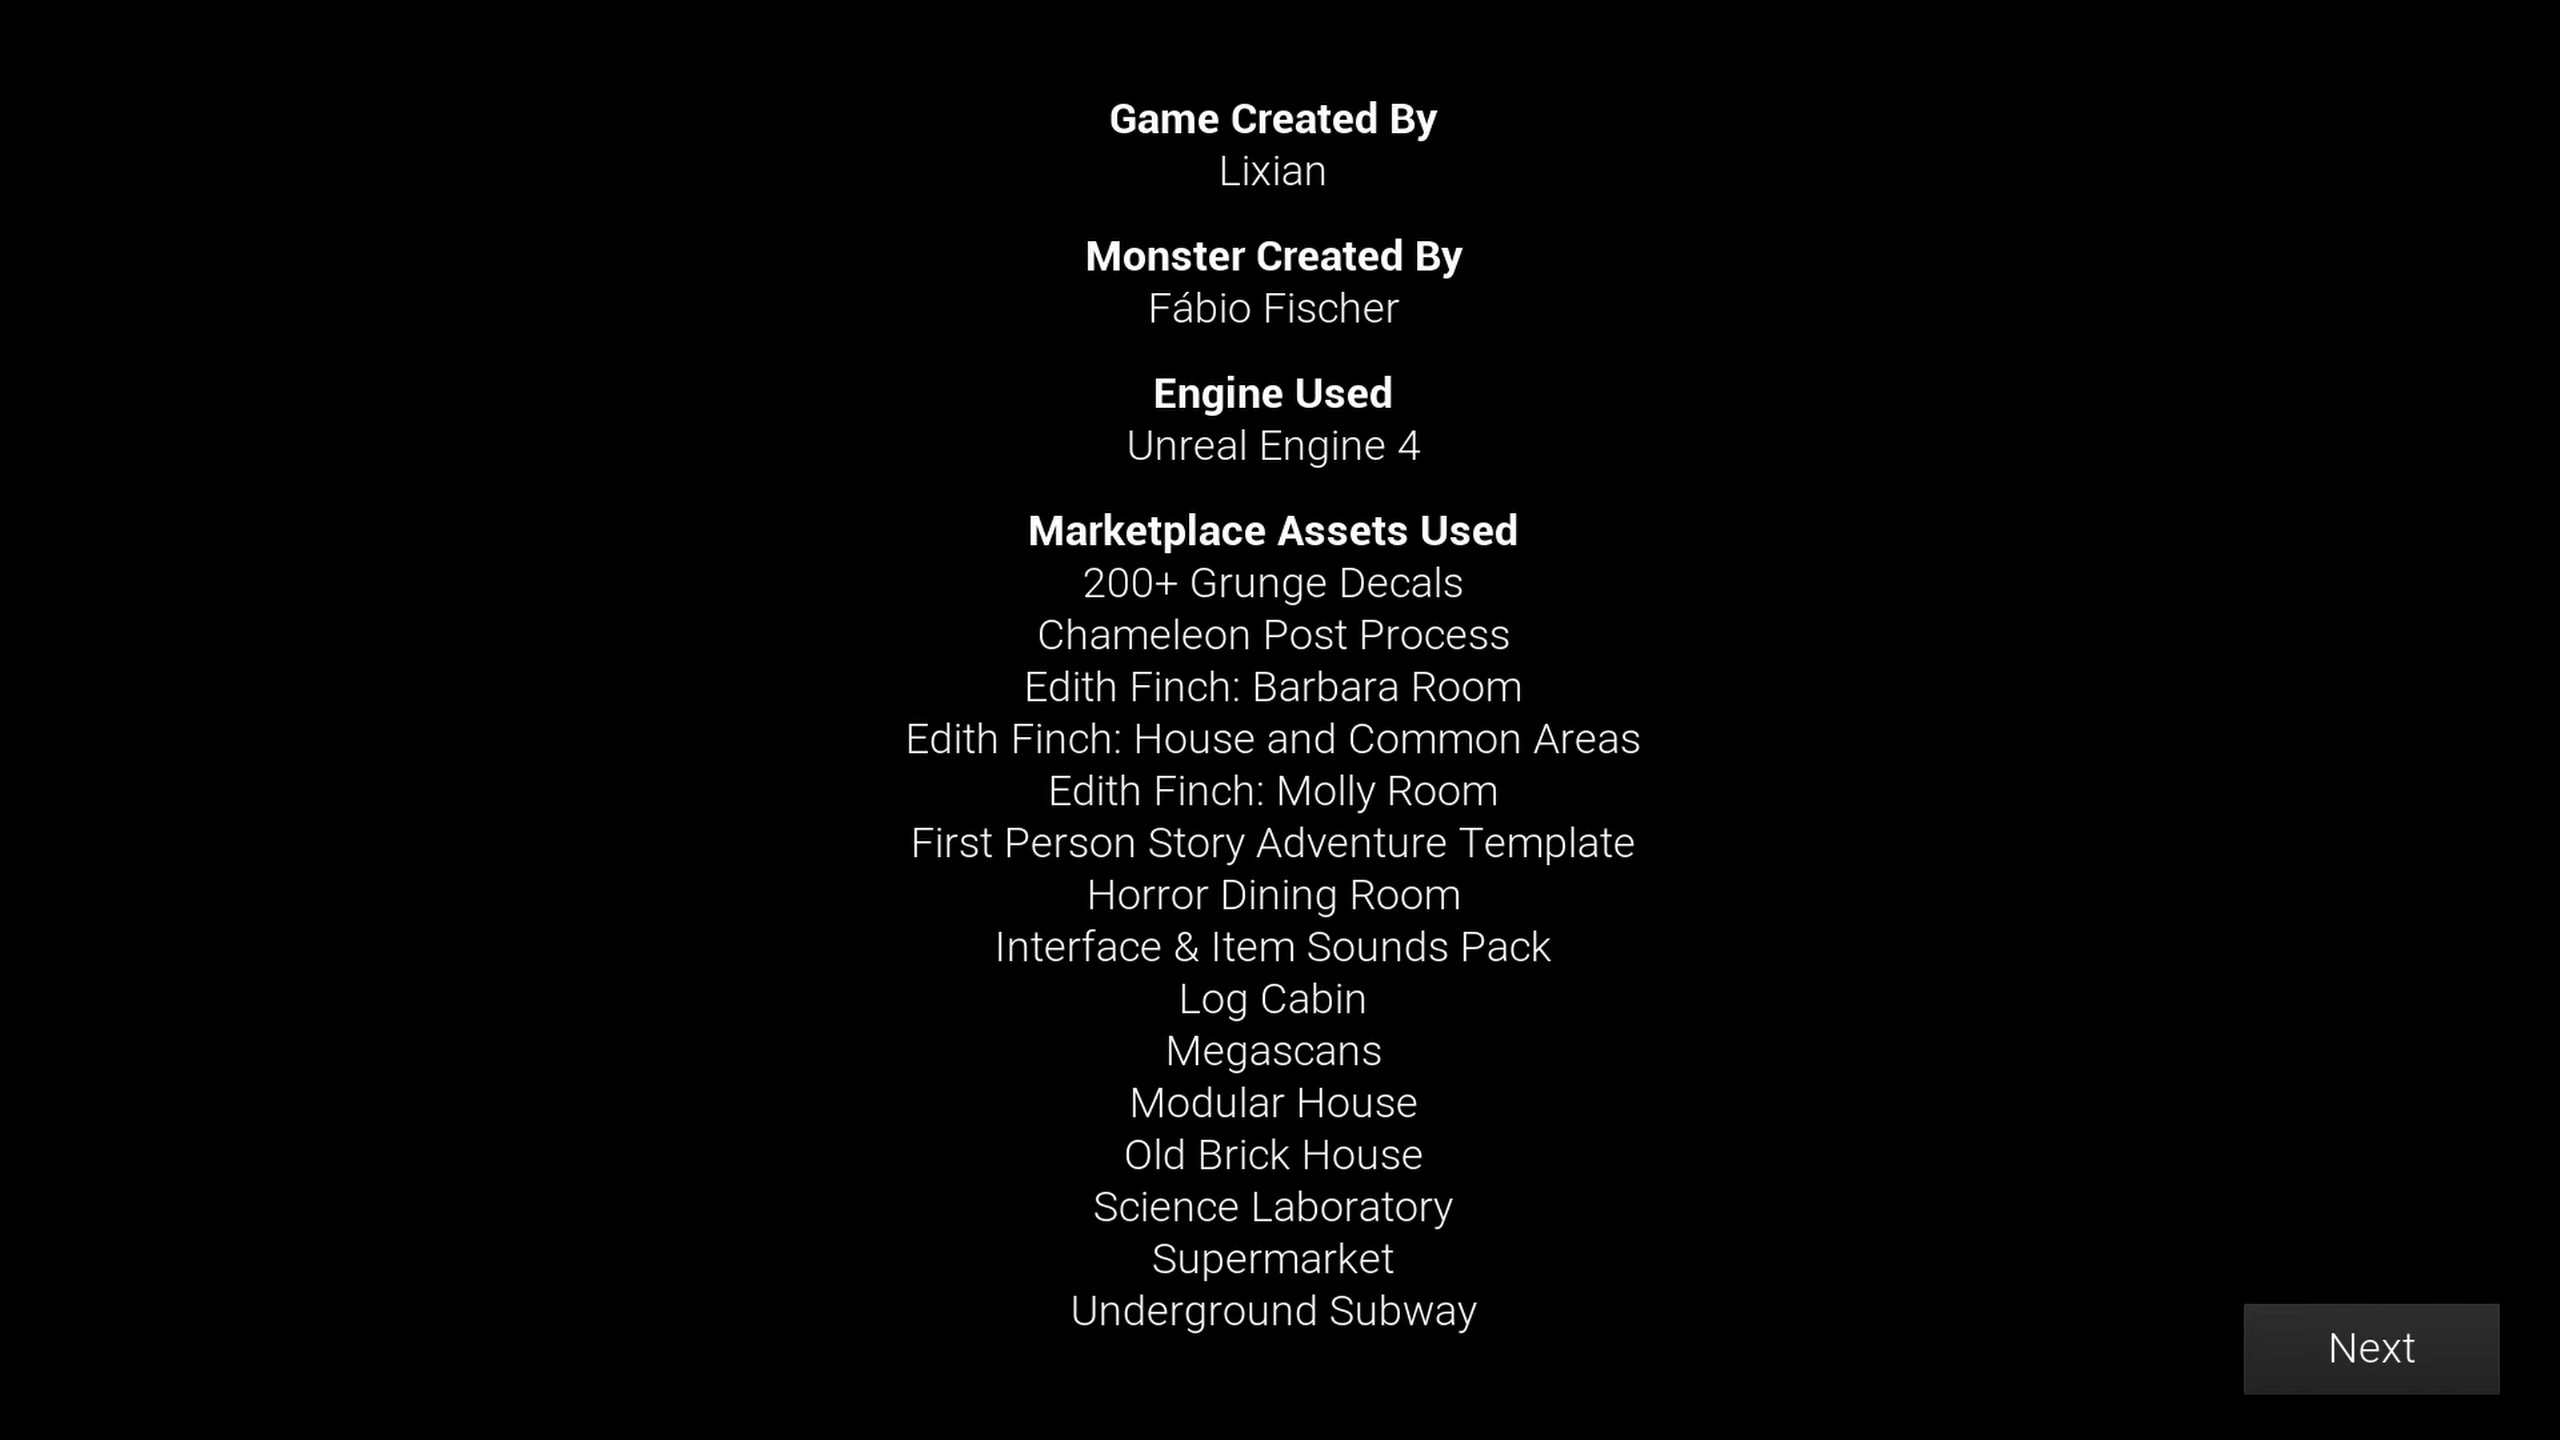 Game Created By
Lixian
Monster Created By
Fábio Fischer
Engine Used
Unreal Engine 4
Marketplace Assets Used
200+ Grunge Decals
Chameleon Post Process
Edith Finch: Barbara Room
Edith Finch: House and Common Areas
Edith Finch: Molly Room
First Person Story Adventure Template
Horror Dining Room
Interface & Item Sounds Pack
Log Cabin
Megascans
Modular House
Old Brick House
Science Laboratory
Supermarket
Underground Subway
Next